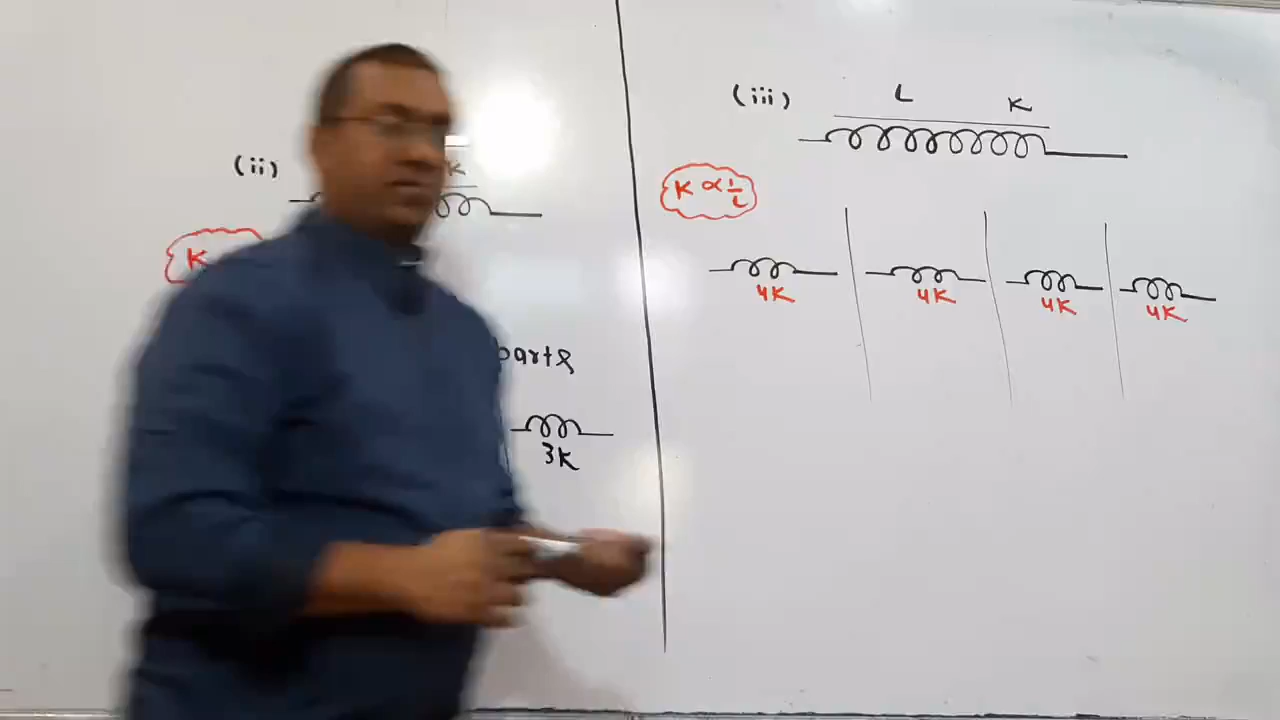 (ii)
K
K
parts
3K
(iii)
L K
K ∝ 1/L
4K 4K 4K 4K